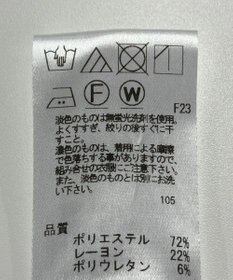 F W
F23
淡色のものは無蛍光洗剤を使用。
よくすすぎ、絞りの後すぐに干
すこと。
濃色のものは、着用による摩擦
で色落ちする事がありますので、
組み合せの衣類にご注意下さい。
また、淡色のものとは別にお洗
い下さい。
105
品質
ポリエステル 72%
レーヨン 22%
ポリウレタン 6%